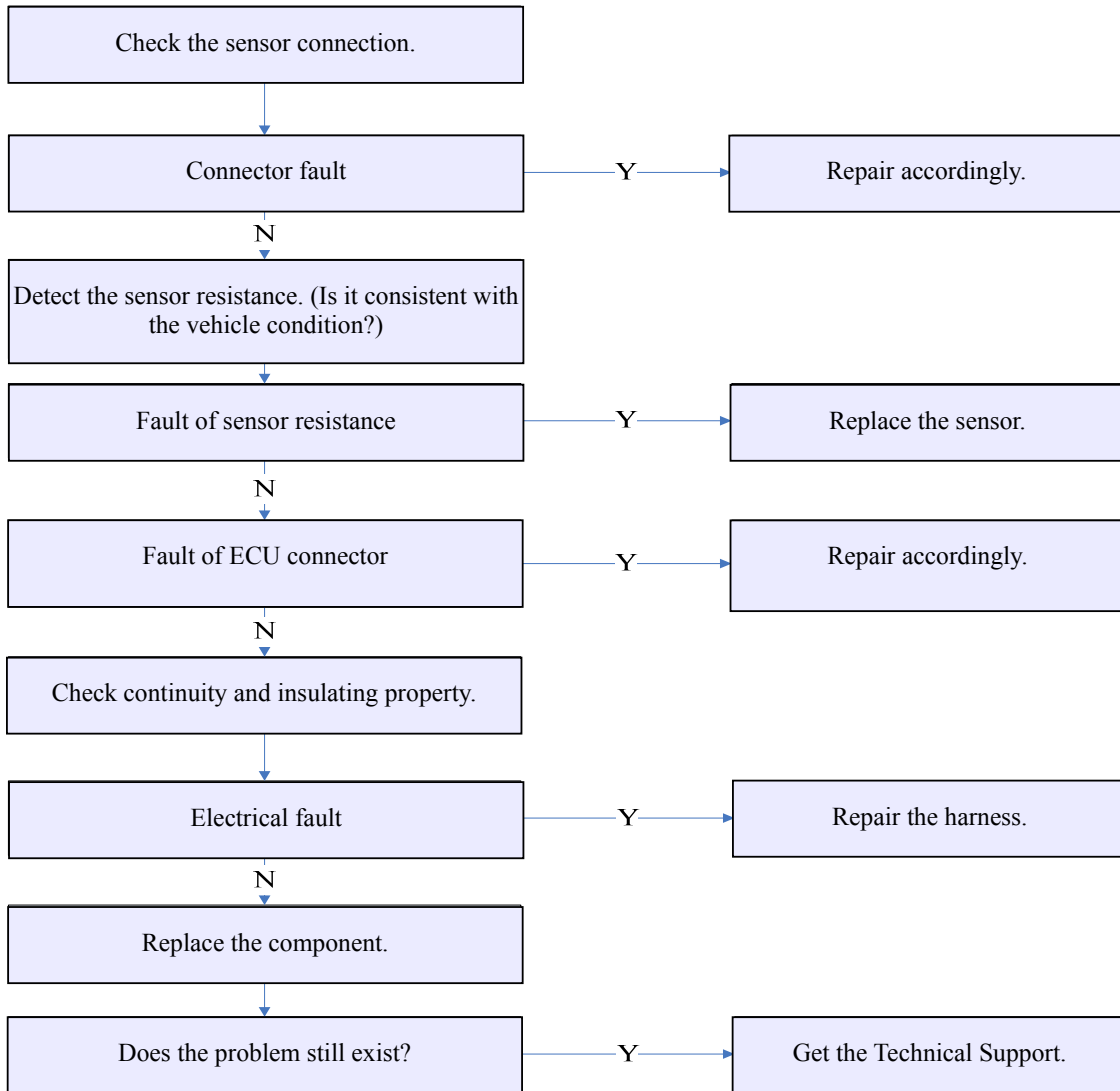 Check the sensor connection.
Connector fault
Y
Repair accordingly.
N
Detect the sensor resistance. (Is it consistent with
the vehicle condition?)
Fault of sensor resistance
Y
Replace the sensor.
N
Fault of ECU connector
Y
Repair accordingly.
N
Check continuity and insulating property.
Electrical fault
Y
Repair the harness.
N
Replace the component.
Does the problem still exist?
Y
Get the Technical Support.